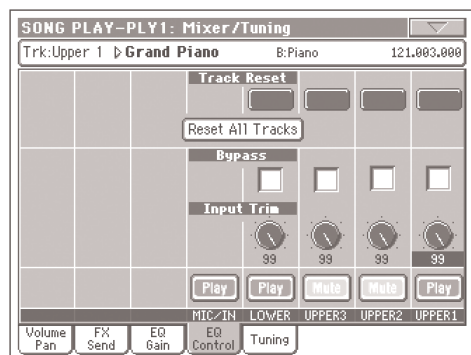 SONG PLAY-PLY1: Mixer/Tuning
Trk:Upper 1 ▷Grand Piano B:Piano 121.003.000
Track Reset
Reset All Tracks
Bypass
Input Trim
99 99 99 99
Play Play Mute Mute Play
MIC/IN LOWER UPPER3 UPPER2 UPPER1
Volume Pan
FX Send
EQ Gain
EQ Control
Tuning